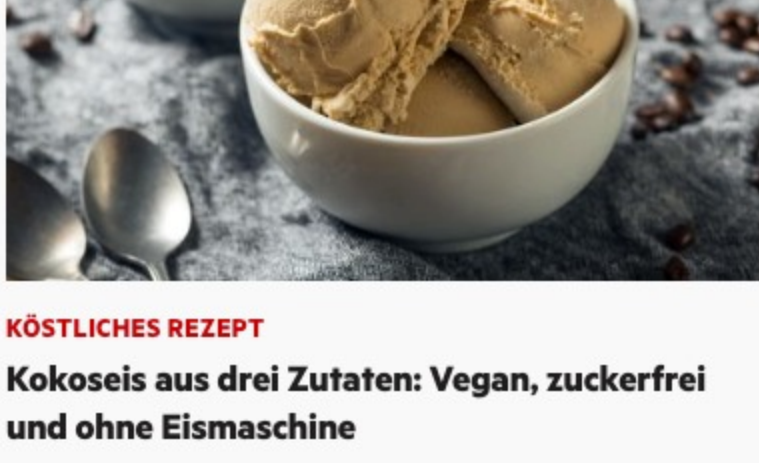 KÖSTLICHES REZEPT
Kokoseis aus drei Zutaten: Vegan, zuckerfrei
und ohne Eismaschine